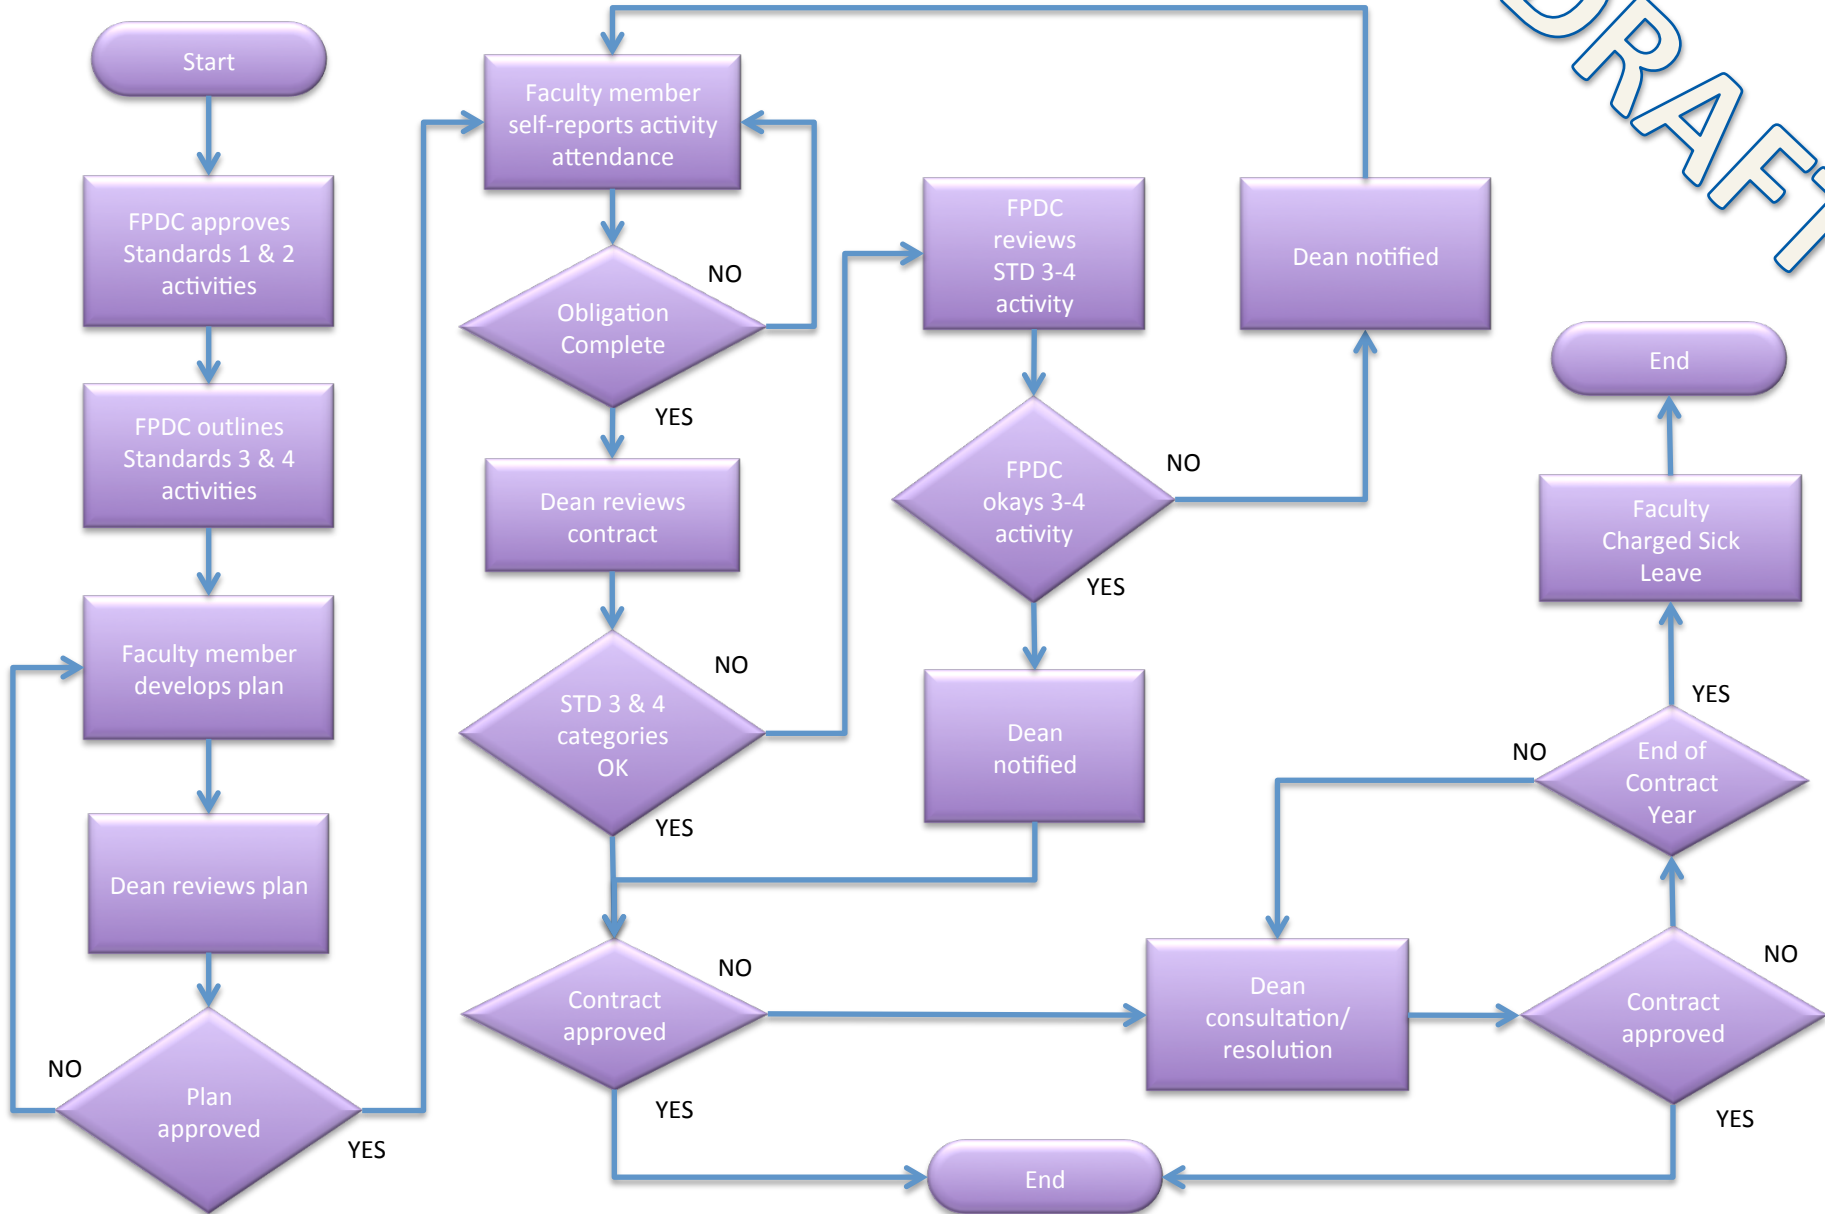 Start
FPDC approves
Standards 1 & 2
activities
FPDC outlines
Standards 3 & 4
activities
Faculty member
develops plan
Dean reviews plan
NO
Plan
approved
YES
Faculty member
self-reports activity
attendance
NO
Obligation
Complete
YES
Dean reviews
contract
NO
STD 3 & 4
categories
OK
YES
NO
Contract
approved
YES
FPDC
reviews
STD 3-4
activity
NO
FPDC
okays 3-4
activity
YES
Dean
notified
Dean notified
DRAFT
End
Faculty
Charged Sick
Leave
YES
NO
End of
Contract
Year
Dean
consultation/
resolution
NO
Contract
approved
YES
End